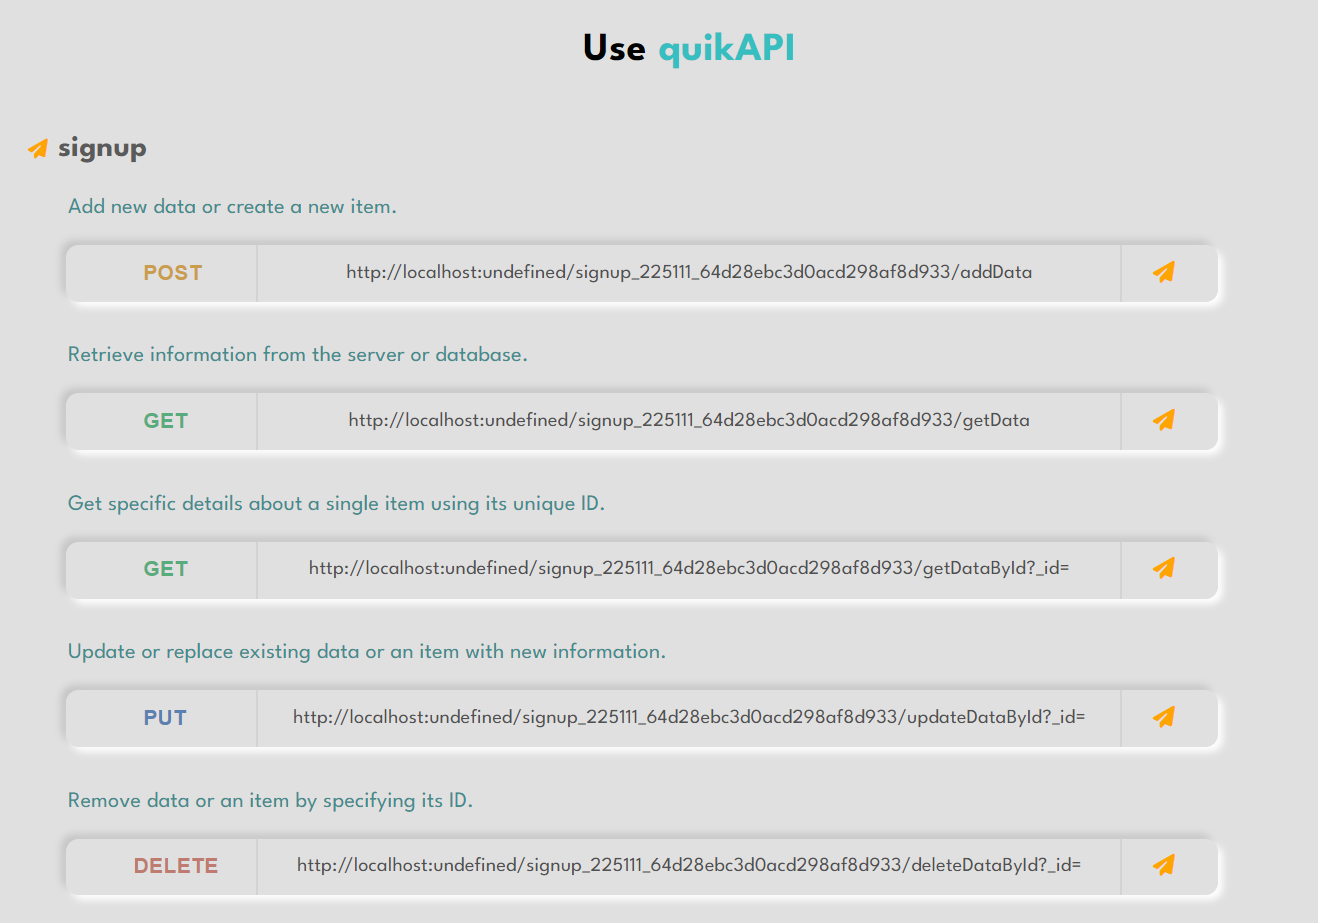 Use quikAPI
signup
Add new data or create a new item.
POST http://localhost:undefined/signup_225111_64d28ebc3d0acd298af8d933/addData
Retrieve information from the server or database.
GET http://localhost:undefined/signup_225111_64d28ebc3d0acd298af8d933/getData
Get specific details about a single item using its unique ID.
GET http://localhost:undefined/signup_225111_64d28ebc3d0acd298af8d933/getDataById?_id=
Update or replace existing data or an item with new information.
PUT http://localhost:undefined/signup_225111_64d28ebc3d0acd298af8d933/updateDataById?_id=
Remove data or an item by specifying its ID.
DELETE http://localhost:undefined/signup_225111_64d28ebc3d0acd298af8d933/deleteDataById?_id=